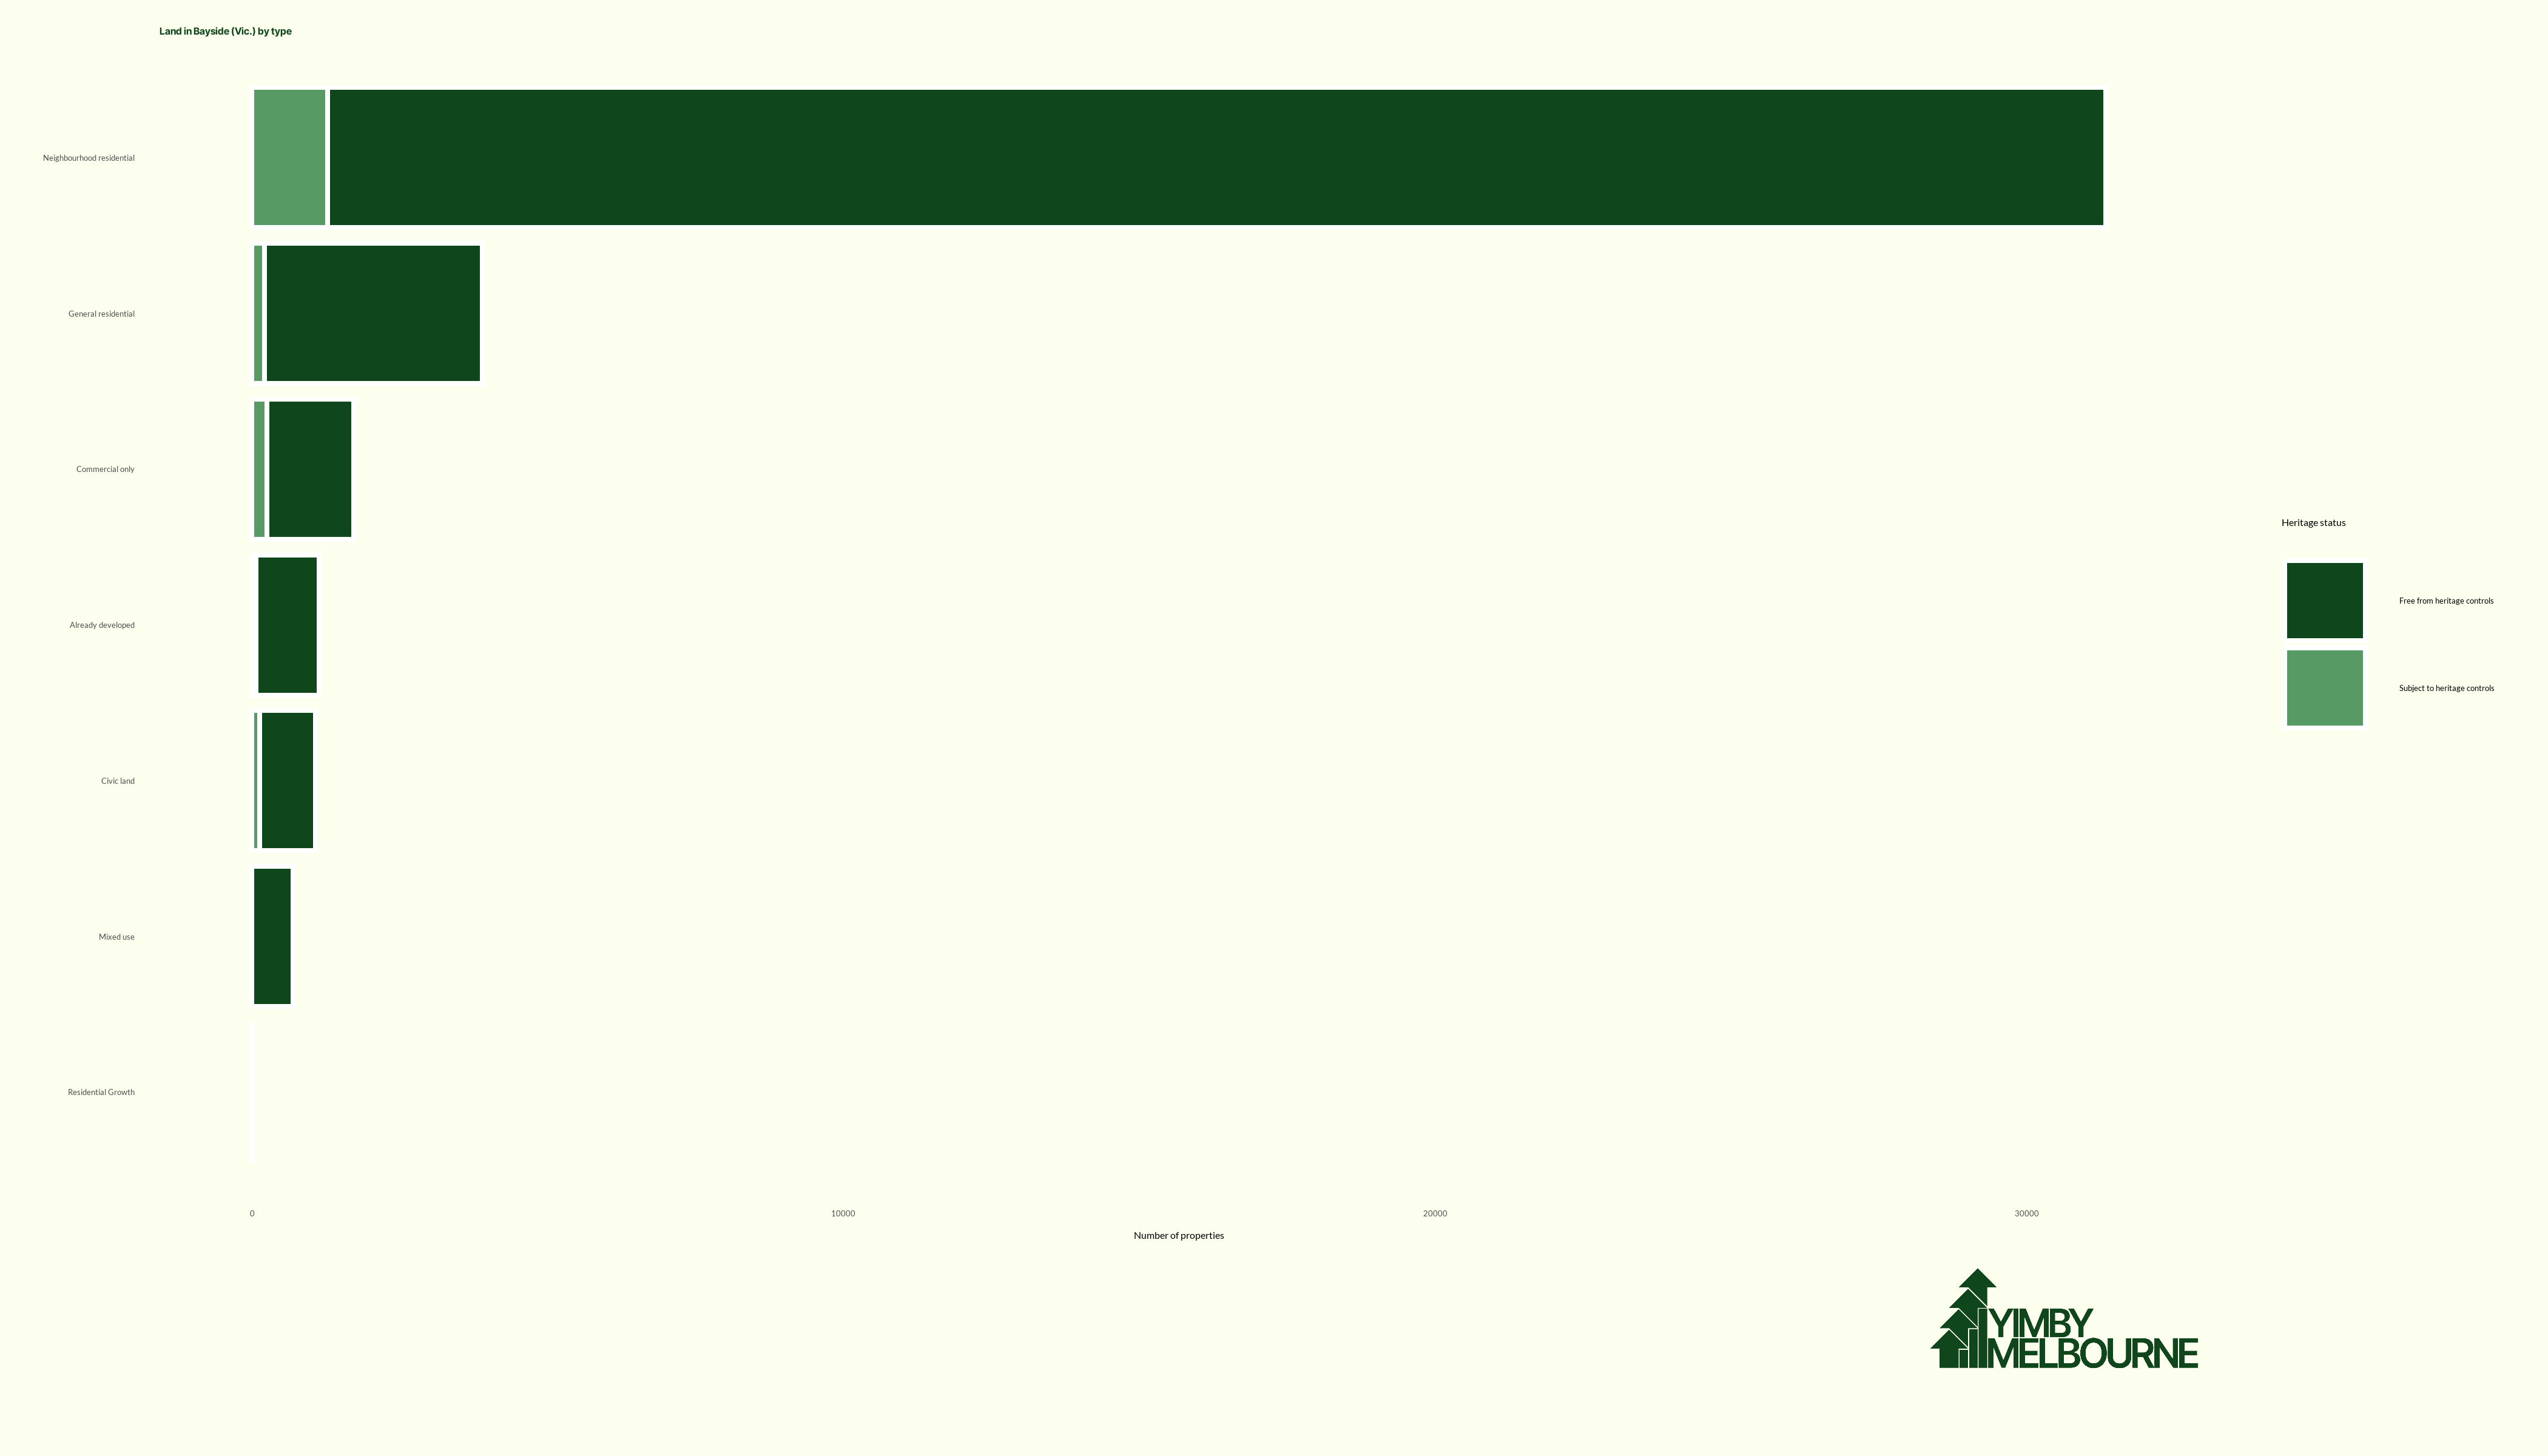 Land in Bayside (Vic.) by type
Neighbourhood residential
General residential
Commercial only
Already developed
Civic land
Mixed use
Residential Growth
0 10000 20000 30000
Number of properties
Heritage status
Free from heritage controls
Subject to heritage controls
YIMBY
MELBOURNE